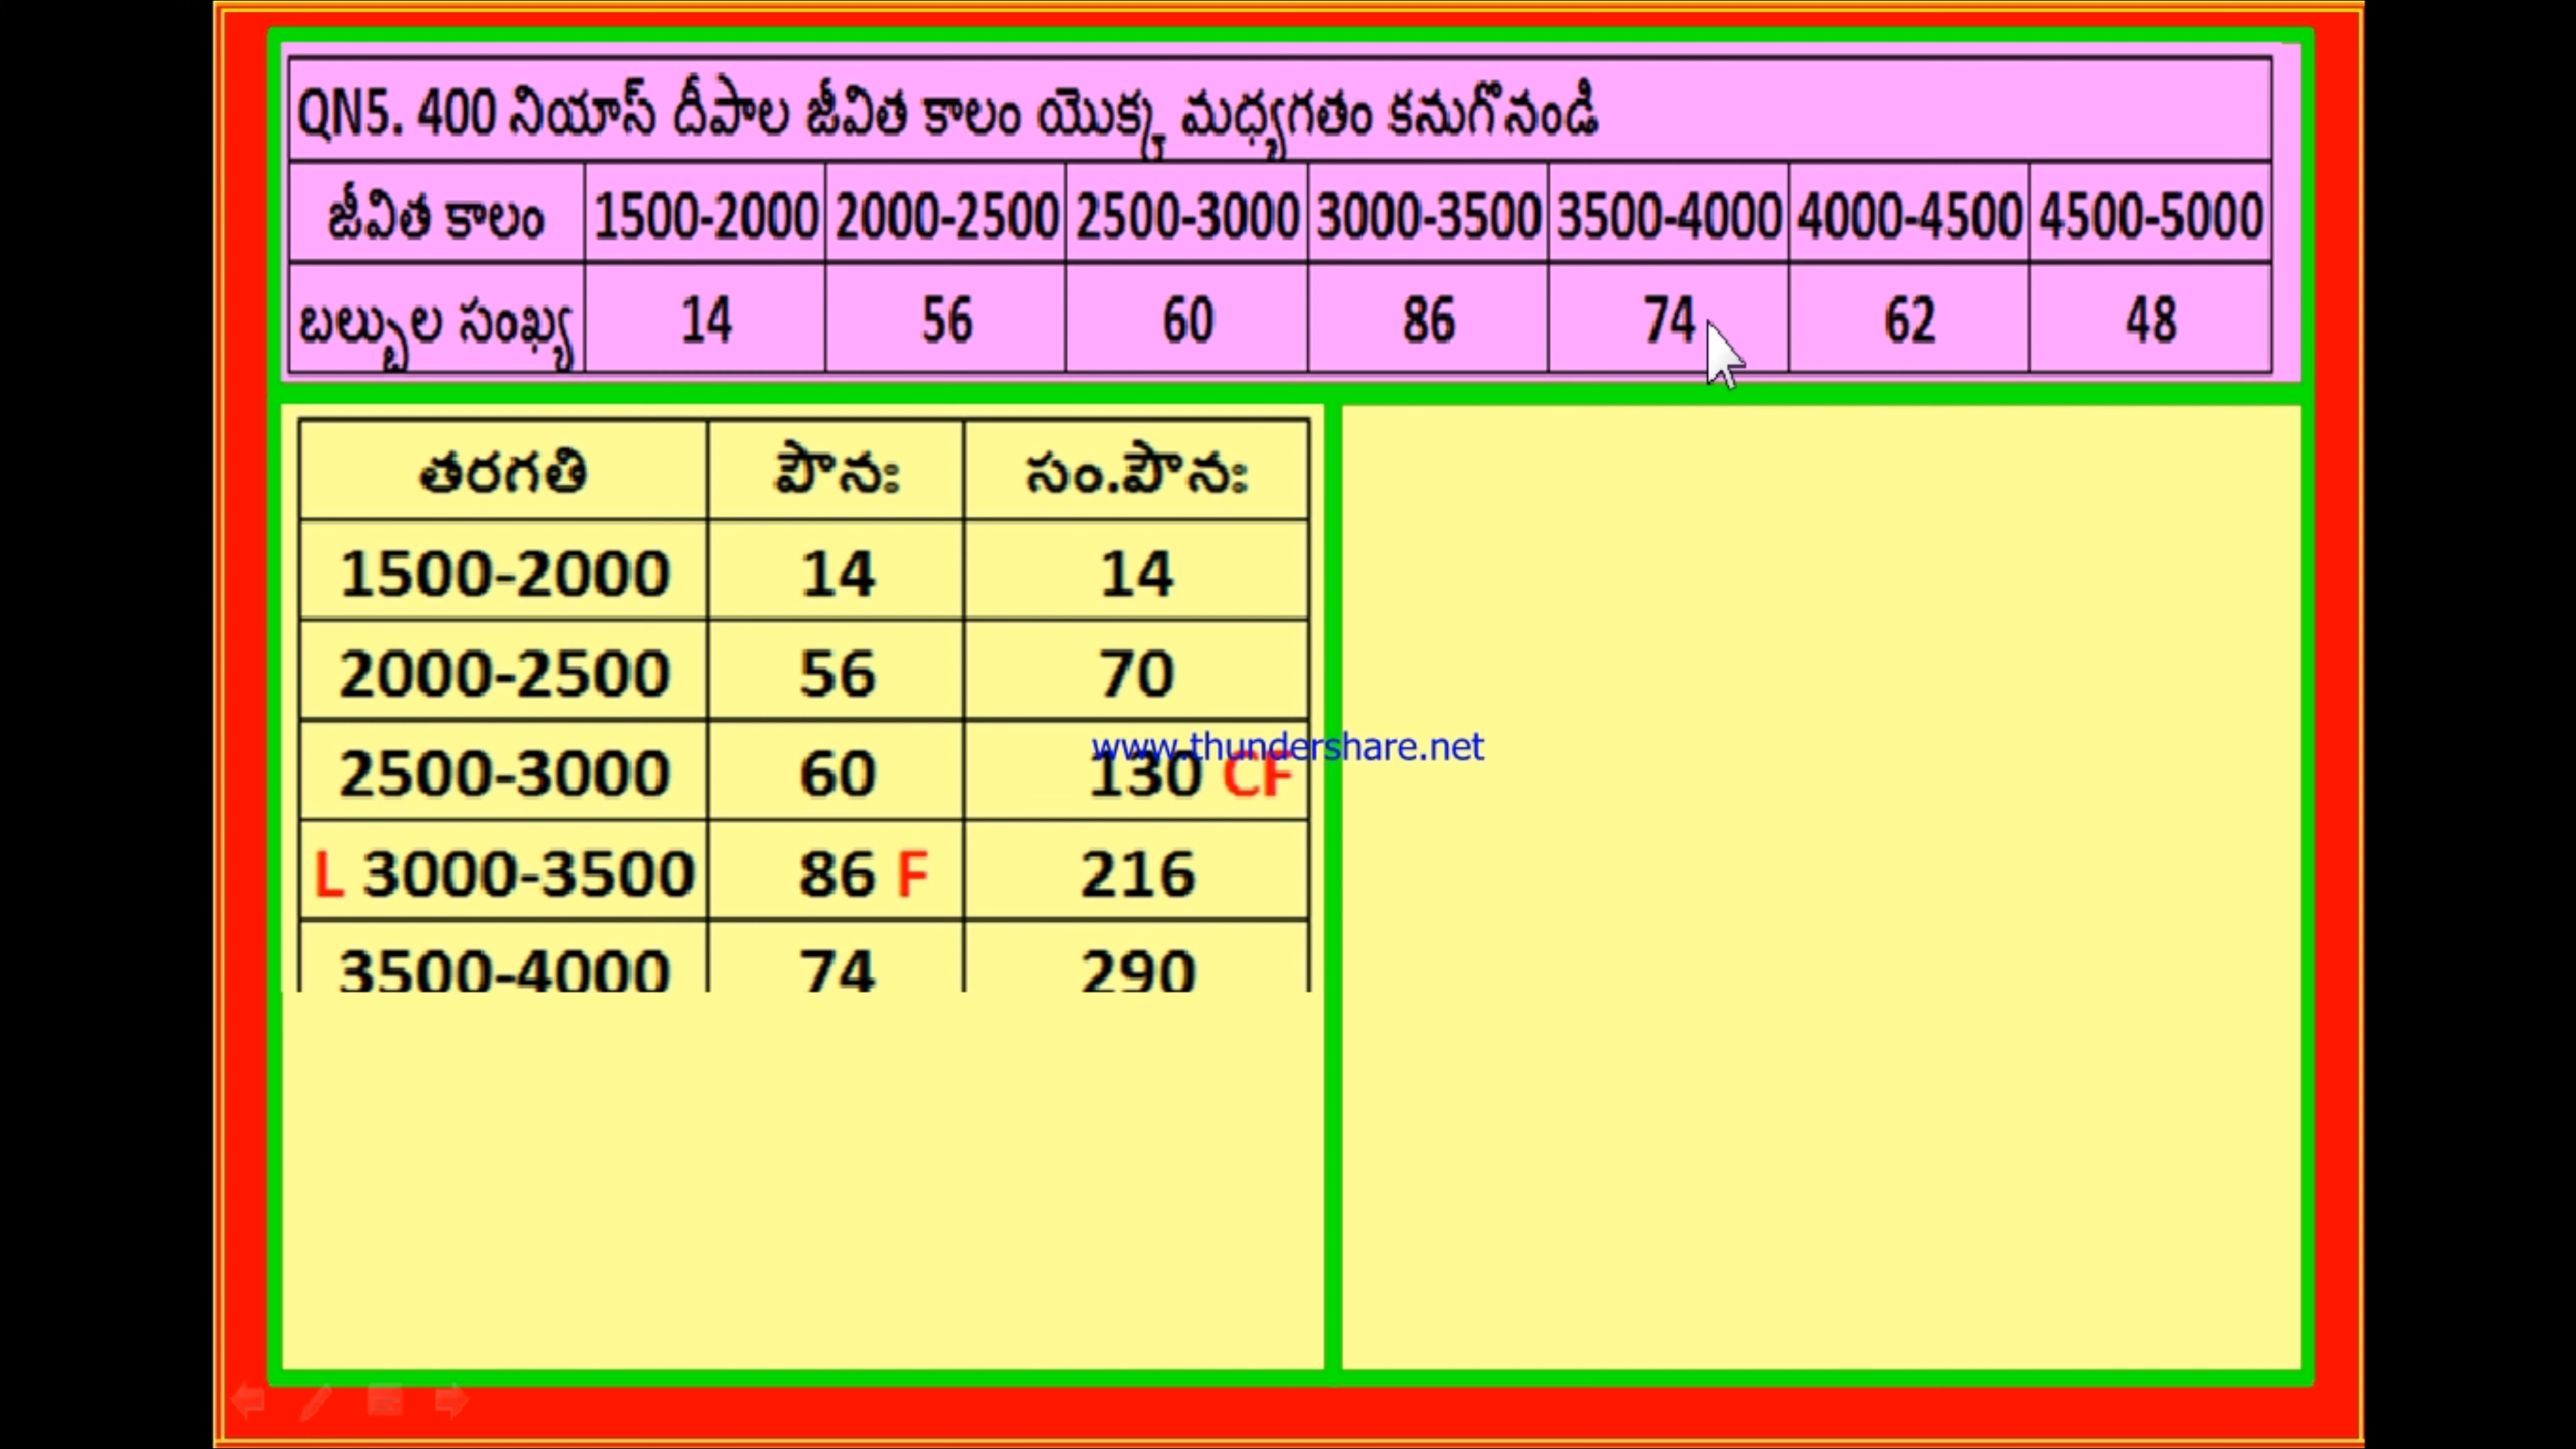 QN5. 400 నియాన్ దీపాల జీవిత కాలం యొక్క మధ్యగతం కనుగొనండి
జీవిత కాలం 1500-2000 2000-2500 2500-3000 3000-3500 3500-4000 4000-4500 4500-5000
బల్బుల సంఖ్య 14 56 60 86 74 62 48
తరగతి పౌనః సం.పౌనః
1500-2000 14 14
2000-2500 56 70
www.thundershare.net
2500-3000 60 130 CF
L 3000-3500 86 F 216
3500-4000 74 290